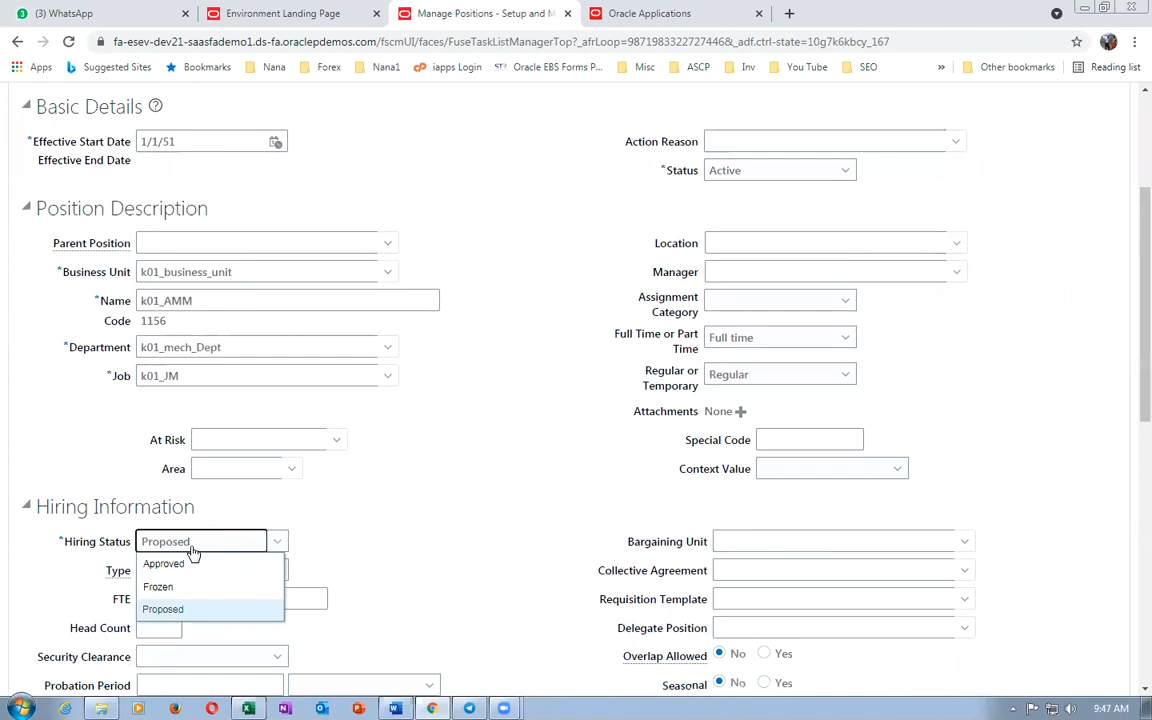 3 (3) WhatsApp
Environment Landing Page
Manage Positions - Setup and M
Oracle Applications
fa-esev-dev21-saasfademo1.ds-fa.oraclepdemos.com/fscmUI/faces/FuseTaskListManagerTop?_afrLoop=9871983322727446&_adf.ctrl-state=10g7k6kbcy_167
Apps Suggested Sites Bookmarks Nana Forex Nana1 iapps Login Oracle EBS Forms P... Misc ASCP Inv You Tube SEO » Other bookmarks Reading list
Basic Details
*Effective Start Date 1/1/51
Action Reason
Effective End Date
*Status Active
Position Description
Parent Position
Location
*Business Unit k01_business_unit
Manager
*Name k01_AMM
Assignment Category
Code 1156
*Department k01_mech_Dept
Full Time or Part Time Full time
*Job k01_JM
Regular or Temporary Regular
Attachments None
At Risk
Special Code
Area
Context Value
Hiring Information
*Hiring Status Proposed
Bargaining Unit
Approved
Type
Collective Agreement
Frozen
FTE
Requisition Template
Proposed
Head Count
Delegate Position
Security Clearance
Overlap Allowed No Yes
Probation Period
Seasonal No Yes
9:47 AM